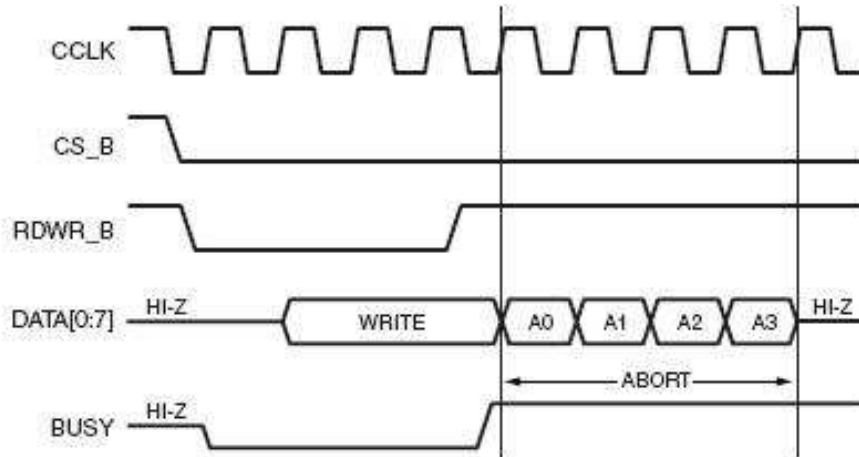 CCLK
CS_B
RDWR_B
DATA[0:7] HI-Z WRITE A0 A1 A2 A3 HI-Z
ABORT
BUSY HI-Z